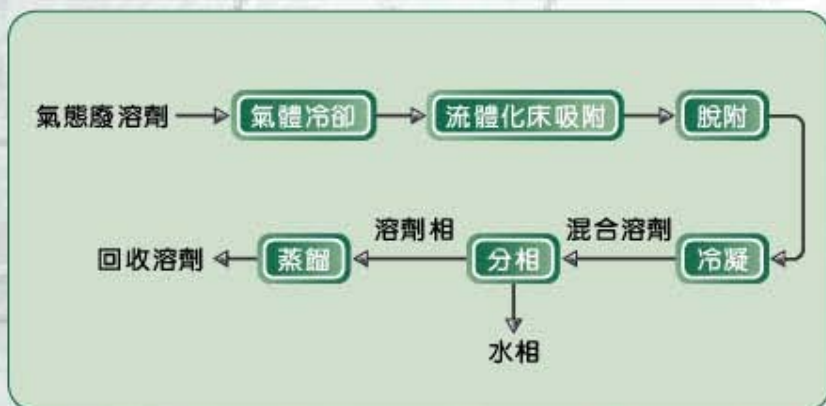 氣態廢溶劑
氣體冷卻
流體化床吸附
脫附
冷凝
混合溶劑
分相
水相
溶劑相
蒸餾
回收溶劑